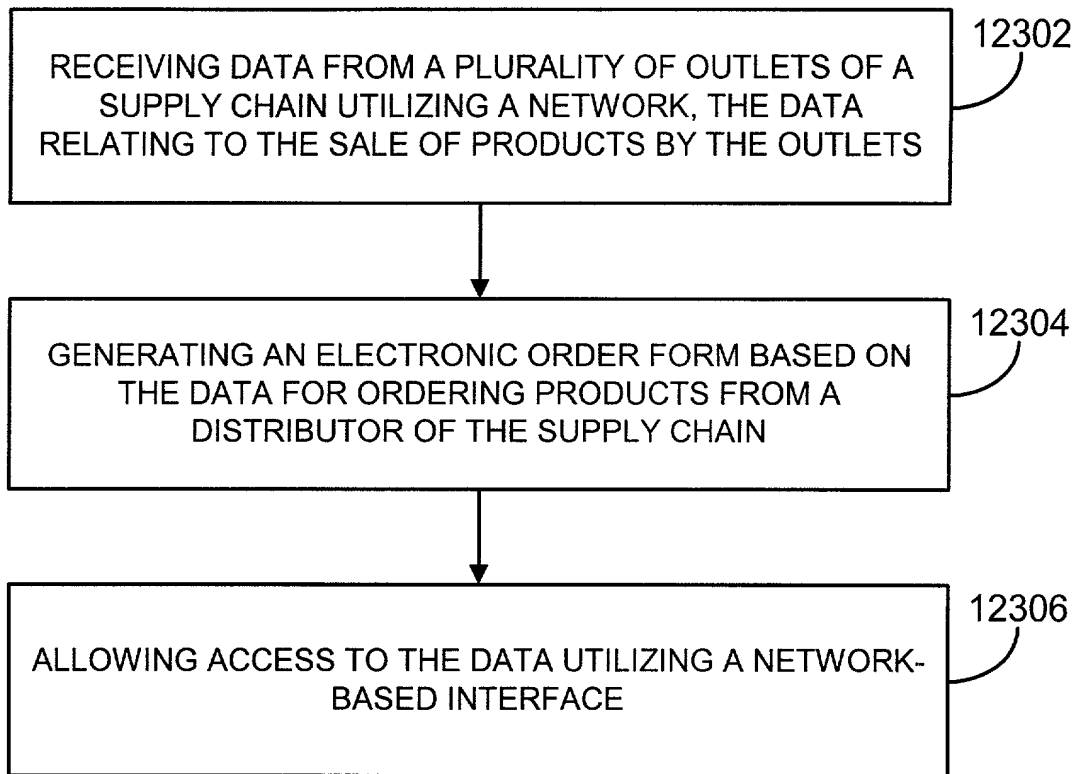 12302
RECEIVING DATA FROM A PLURALITY OF OUTLETS OF A
SUPPLY CHAIN UTILIZING A NETWORK, THE DATA
RELATING TO THE SALE OF PRODUCTS BY THE OUTLETS
12304
GENERATING AN ELECTRONIC ORDER FORM BASED ON
THE DATA FOR ORDERING PRODUCTS FROM A
DISTRIBUTOR OF THE SUPPLY CHAIN
12306
ALLOWING ACCESS TO THE DATA UTILIZING A NETWORK-
BASED INTERFACE